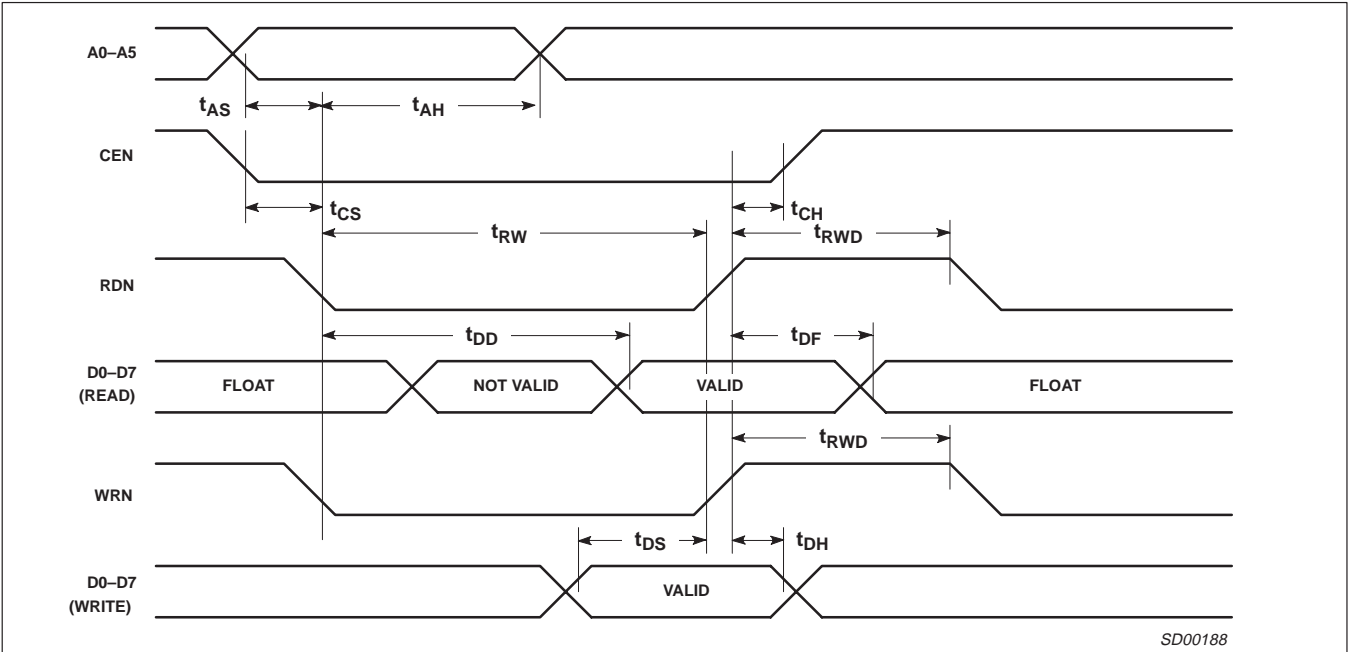 A0–A5
tAS
tAH
CEN
tCS
tCH
tRW
tRWD
RDN
tDD
tDF
D0–D7
(READ)
FLOAT
NOT VALID
VALID
FLOAT
tRWD
WRN
tDS
tDH
D0–D7
(WRITE)
VALID
SD00188